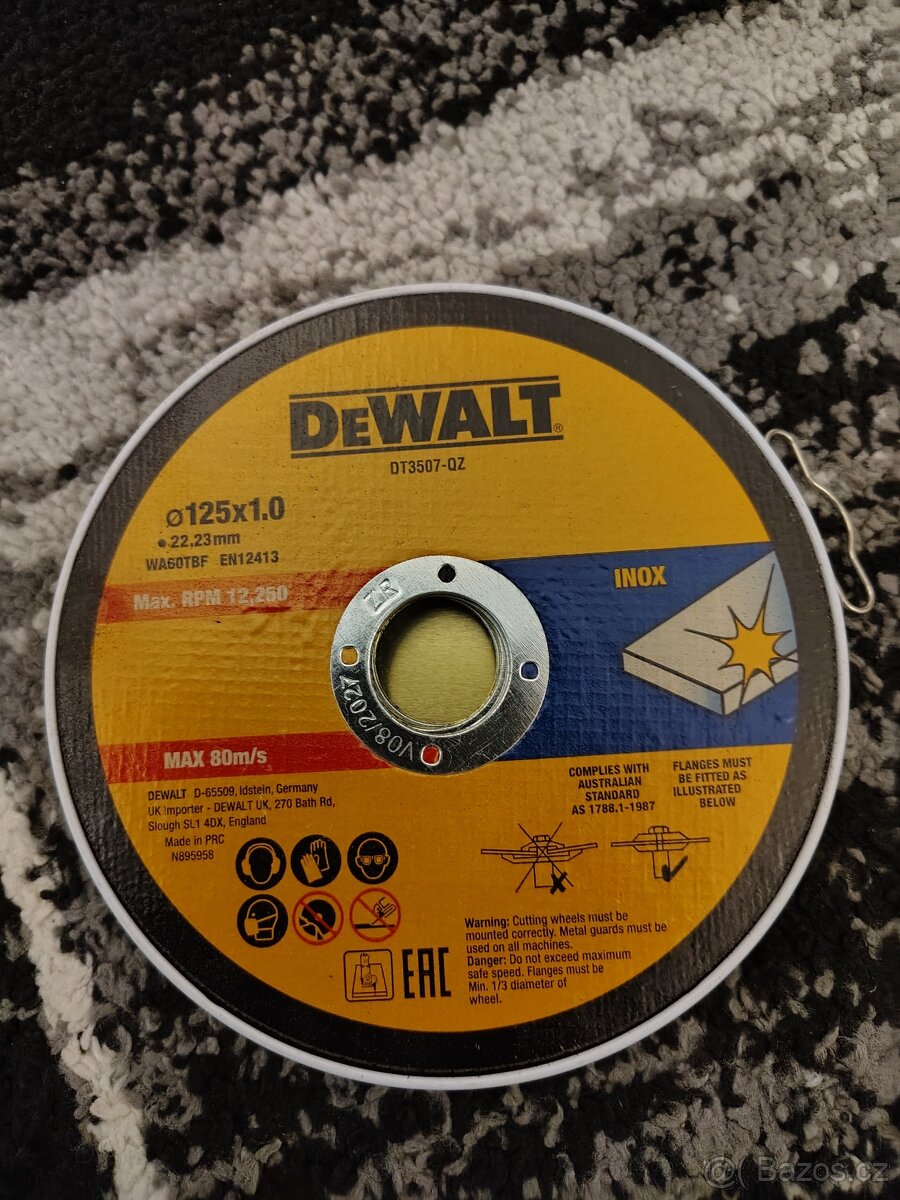 DEWALT®
DT3507-QZ
ø125x1.0
22.23mm
WA60TBF EN12413
Max. RPM 12,250
INOX
ZR
V08/2027
MAX 80m/s
DEWALT D-65509, Idstein, Germany
UK Importer - DEWALT UK, 270 Bath Rd,
Slough SL1 4DX, England
Made in PRC
N895958
COMPLIES WITH
AUSTRALIAN
STANDARD
AS 1788.1-1987
FLANGES MUST
BE FITTED AS
ILLUSTRATED
BELOW
Warning: Cutting wheels must be
mounted correctly. Metal guards must be
used on all machines.
Danger: Do not exceed maximum
safe speed. Flanges must be
Min. 1/3 diameter of
wheel.
EAC
@ Bazos.cz